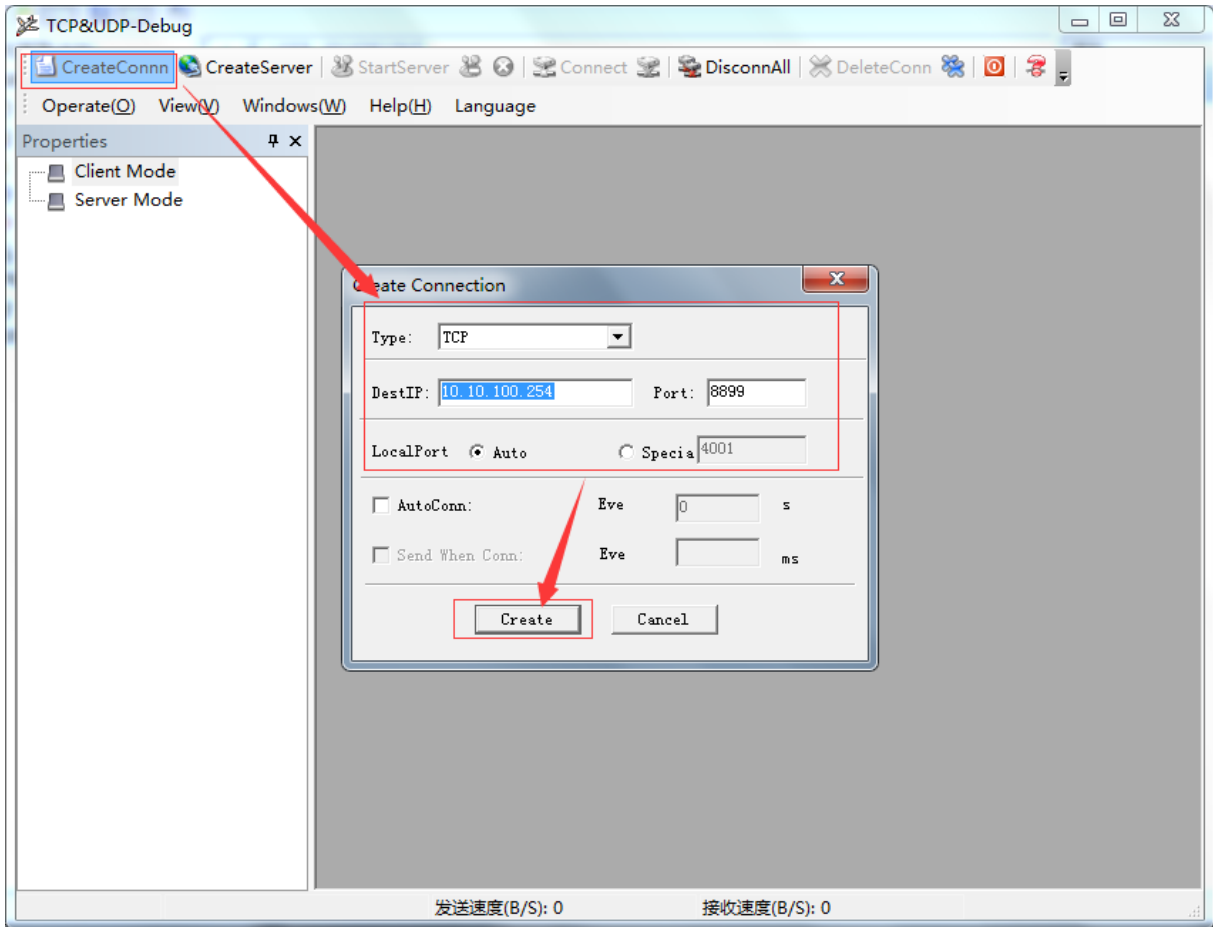 TCP&UDP-Debug
CreateConnn CreateServer StartServer Connect DisconnAll DeleteConn
Operate(O) View(V) Windows(W) Help(H) Language
Properties
Client Mode
Server Mode
Create Connection
Type: TCP
DestIP: 10.10.100.254 Port: 8899
LocalPort Auto Specia 4001
AutoConn: Eve 0 s
Send When Conn: Eve ms
Create Cancel
发送速度(B/S): 0 接收速度(B/S): 0